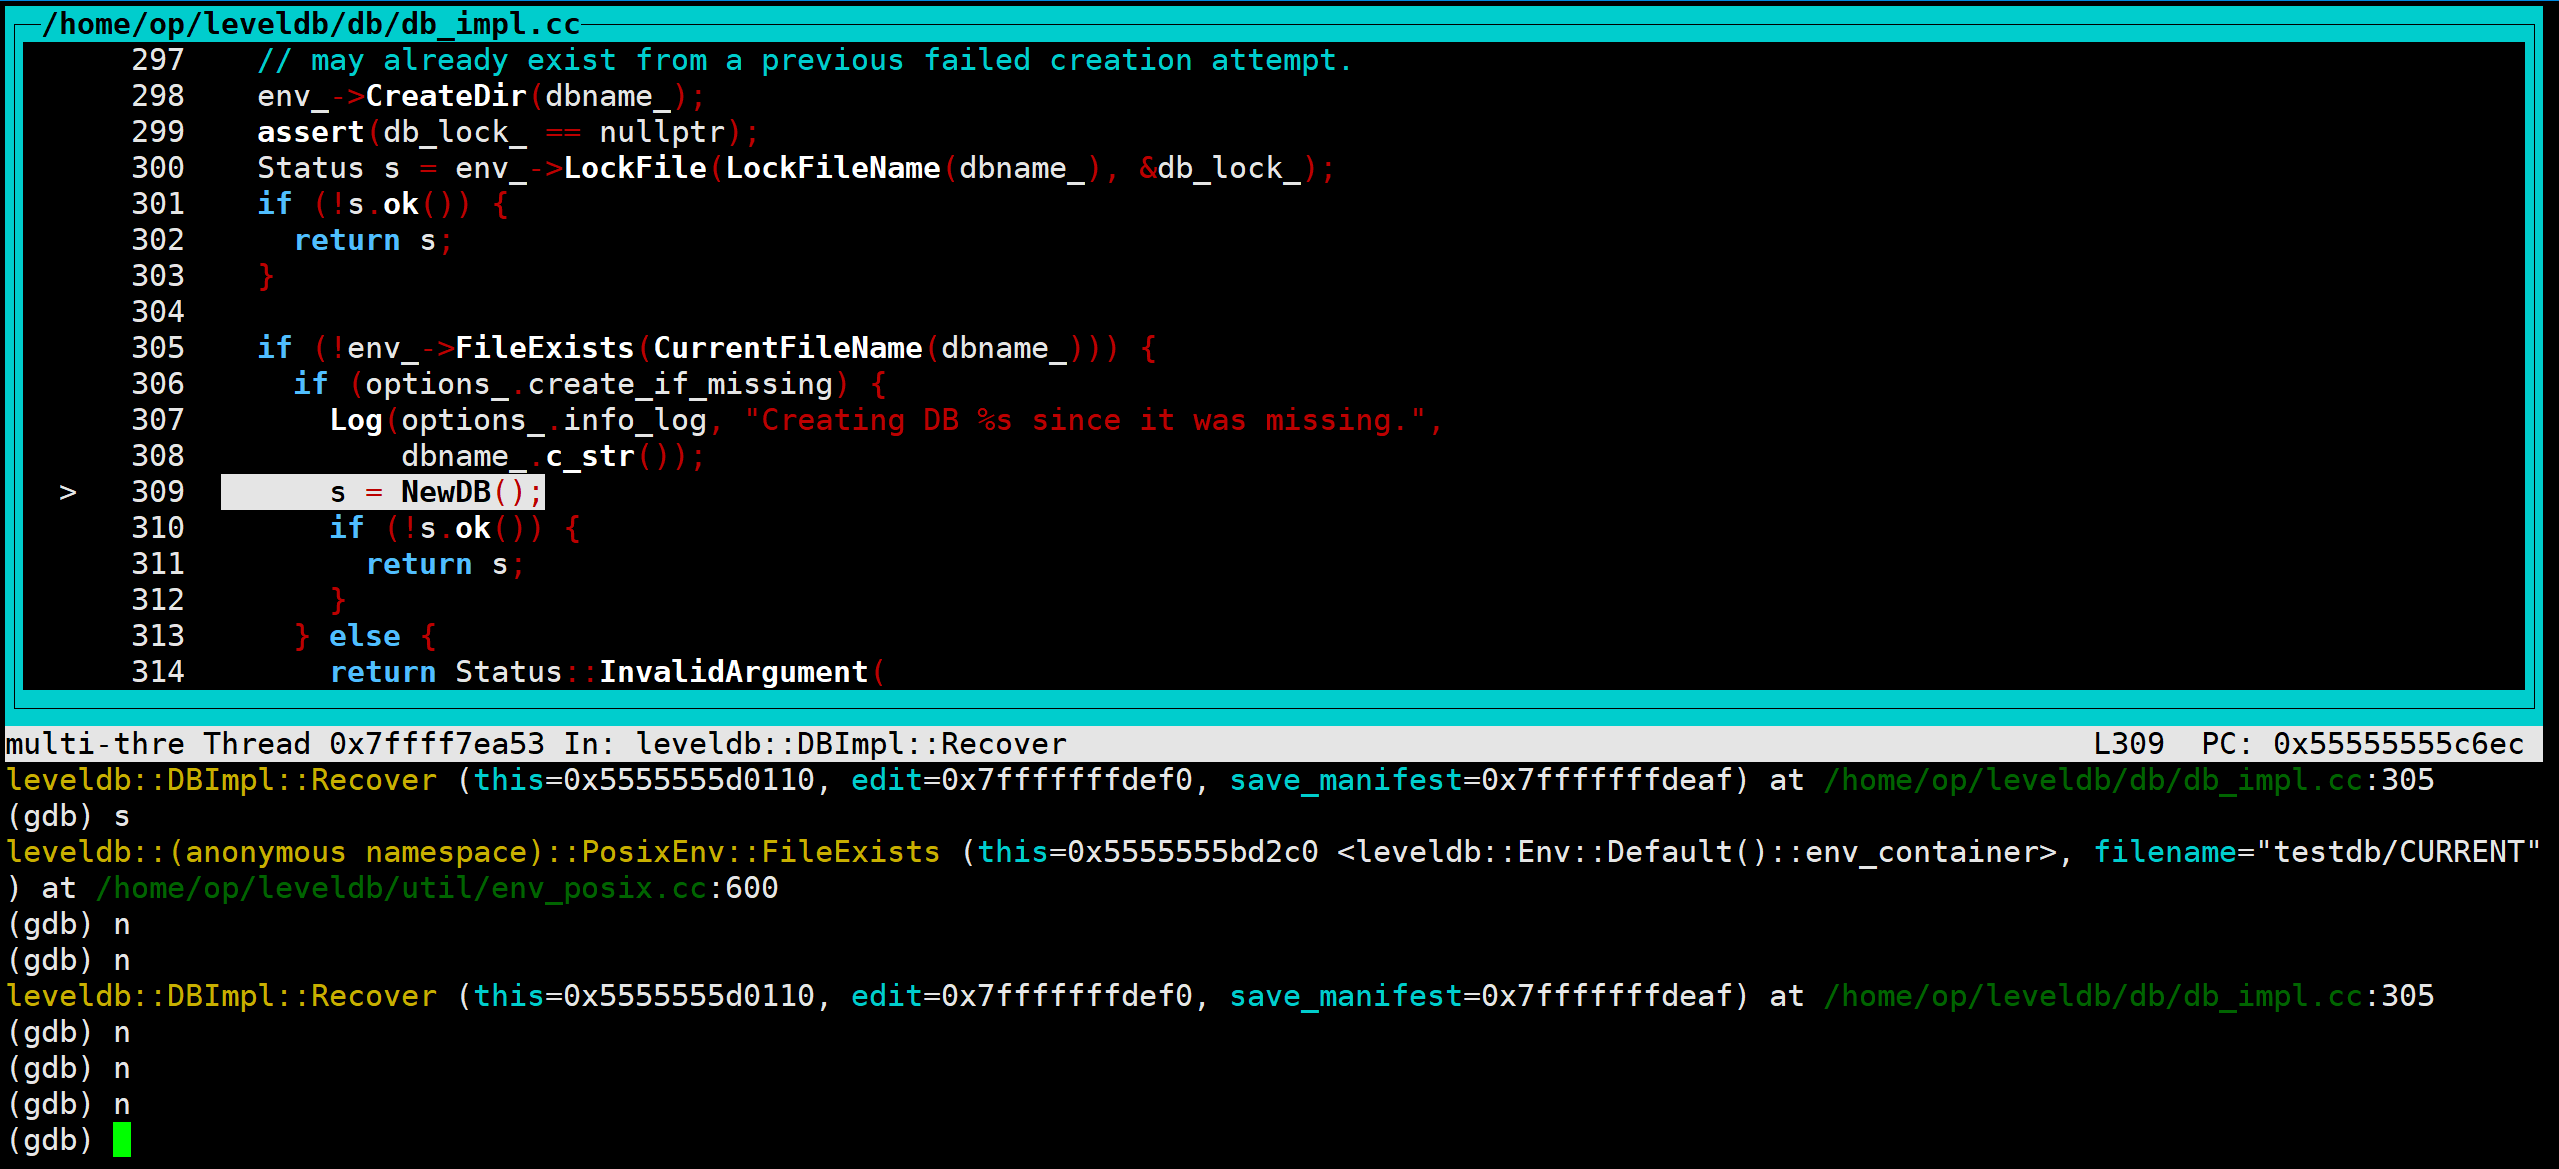 /home/op/leveldb/db/db_impl.cc
297    // may already exist from a previous failed creation attempt.
298    env_->CreateDir(dbname_);
299    assert(db_lock_ == nullptr);
300    Status s = env_->LockFile(LockFileName(dbname_), &db_lock_);
301    if (!s.ok()) {
302      return s;
303    }
304
305    if (!env_->FileExists(CurrentFileName(dbname_))) {
306      if (options_.create_if_missing) {
307        Log(options_.info_log, "Creating DB %s since it was missing.",
308            dbname_.c_str());
>   309        s = NewDB();
310        if (!s.ok()) {
311          return s;
312        }
313      } else {
314        return Status::InvalidArgument(
multi-thre Thread 0x7ffff7ea53 In: leveldb::DBImpl::Recover    L309  PC: 0x55555555c6ec
leveldb::DBImpl::Recover (this=0x5555555d0110, edit=0x7fffffffdef0, save_manifest=0x7fffffffdeaf) at /home/op/leveldb/db/db_impl.cc:305
(gdb) s
leveldb::(anonymous namespace)::PosixEnv::FileExists (this=0x5555555bd2c0 <leveldb::Env::Default()::env_container>, filename="testdb/CURRENT"
) at /home/op/leveldb/util/env_posix.cc:600
(gdb) n
(gdb) n
leveldb::DBImpl::Recover (this=0x5555555d0110, edit=0x7fffffffdef0, save_manifest=0x7fffffffdeaf) at /home/op/leveldb/db/db_impl.cc:305
(gdb) n
(gdb) n
(gdb) n
(gdb)